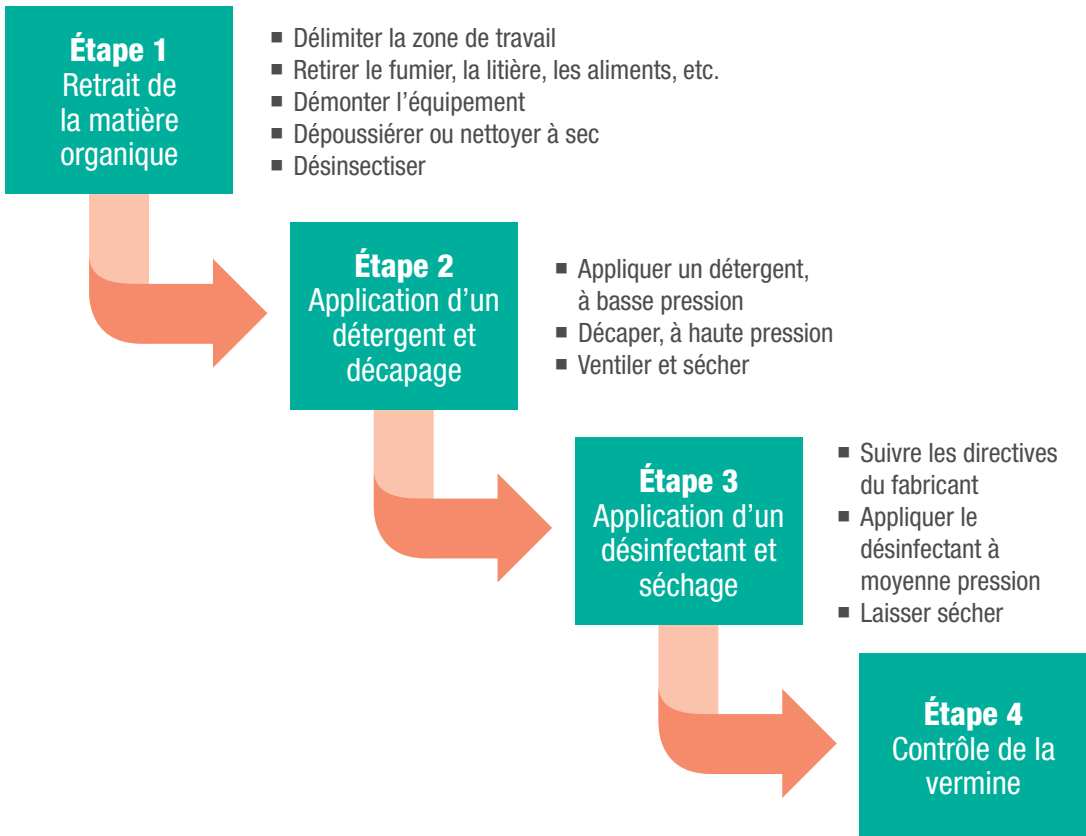 Étape 1
Retrait de
la matière
organique
■ Délimiter la zone de travail
■ Retirer le fumier, la litière, les aliments, etc.
■ Démonter l’équipement
■ Dépoussiérer ou nettoyer à sec
■ Désinsectiser
Étape 2
Application d’un
détergent et
décapage
■ Appliquer un détergent,
à basse pression
■ Décaper, à haute pression
■ Ventiler et sécher
Étape 3
Application d’un
désinfectant et
séchage
■ Suivre les directives
du fabricant
■ Appliquer le
désinfectant à
moyenne pression
■ Laisser sécher
Étape 4
Contrôle de la
vermine